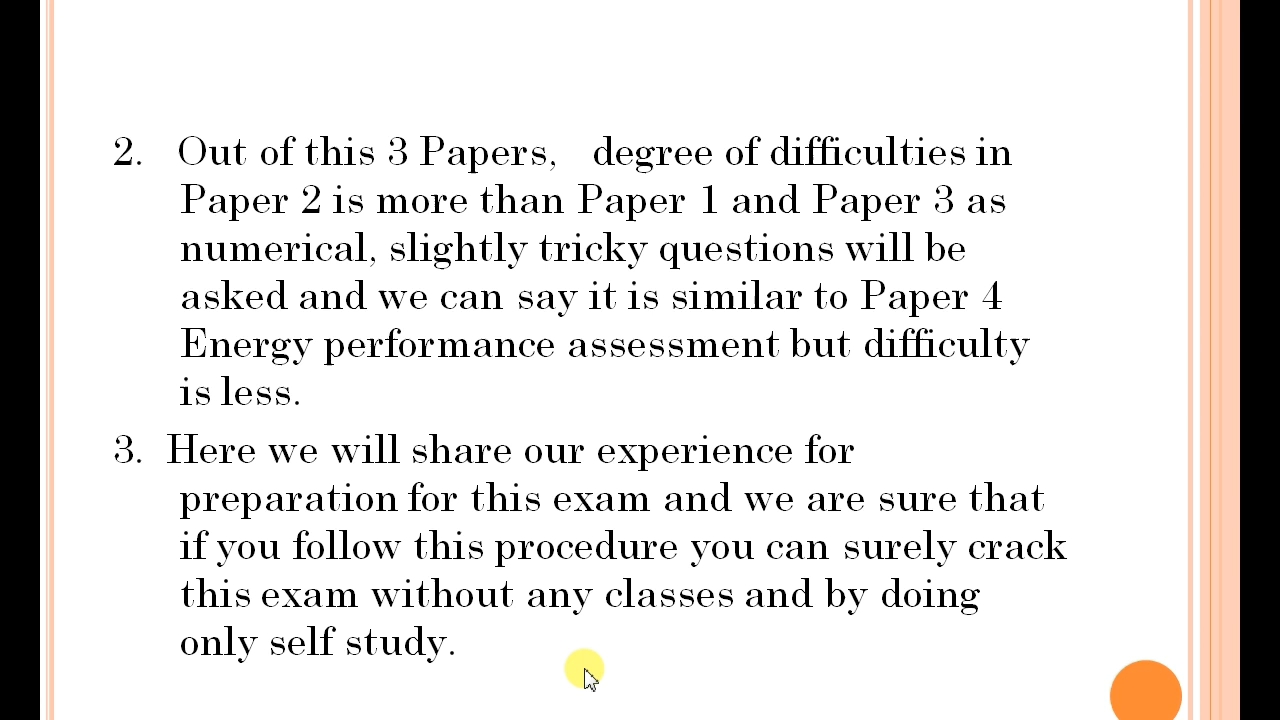 2. Out of this 3 Papers, degree of difficulties in
Paper 2 is more than Paper 1 and Paper 3 as
numerical, slightly tricky questions will be
asked and we can say it is similar to Paper 4
Energy performance assessment but difficulty
is less.
3. Here we will share our experience for
preparation for this exam and we are sure that
if you follow this procedure you can surely crack
this exam without any classes and by doing
only self study.